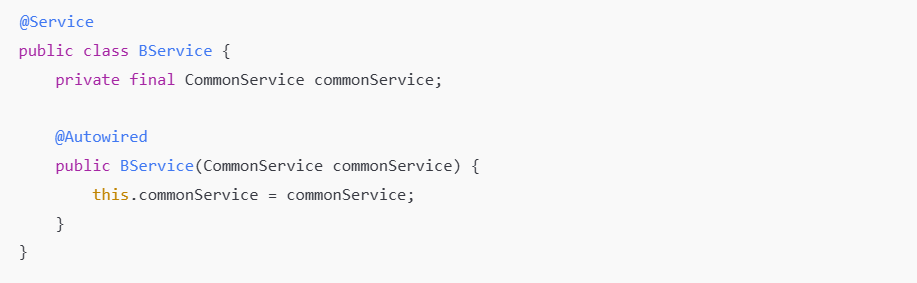 @Service
public class BService {
    private final CommonService commonService;

    @Autowired
    public BService(CommonService commonService) {
        this.commonService = commonService;
    }
}